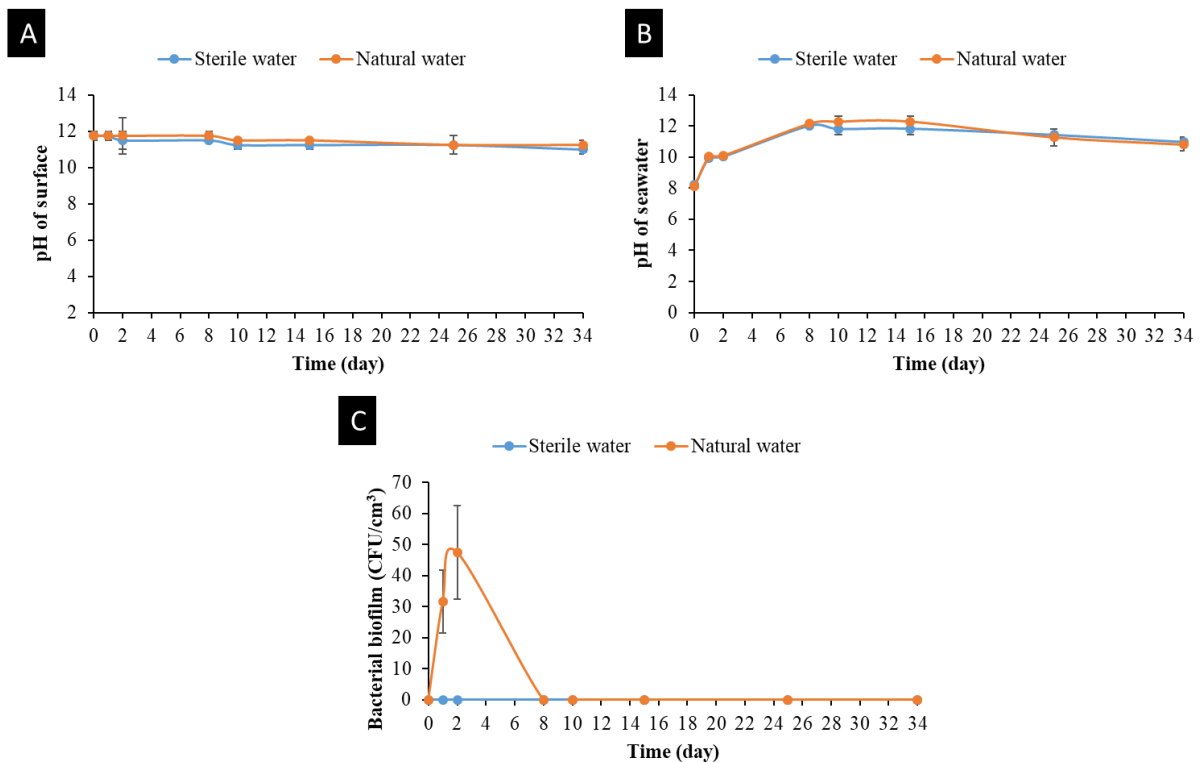 A
Sterile water Natural water
pH of surface
14
12
10
8
6
4
2
0 2 4 6 8 10 12 14 16 18 20 22 24 26 28 30 32 34
Time (day)
B
Sterile water Natural water
pH of seawater
14
12
10
8
6
4
2
0
0 2 4 6 8 10 12 14 16 18 20 22 24 26 28 30 32 34
Time (day)
C
Sterile water Natural water
Bacterial biofilm (CFU/cm³)
70
60
50
40
30
20
10
0
0 2 4 6 8 10 12 14 16 18 20 22 24 26 28 30 32 34
Time (day)